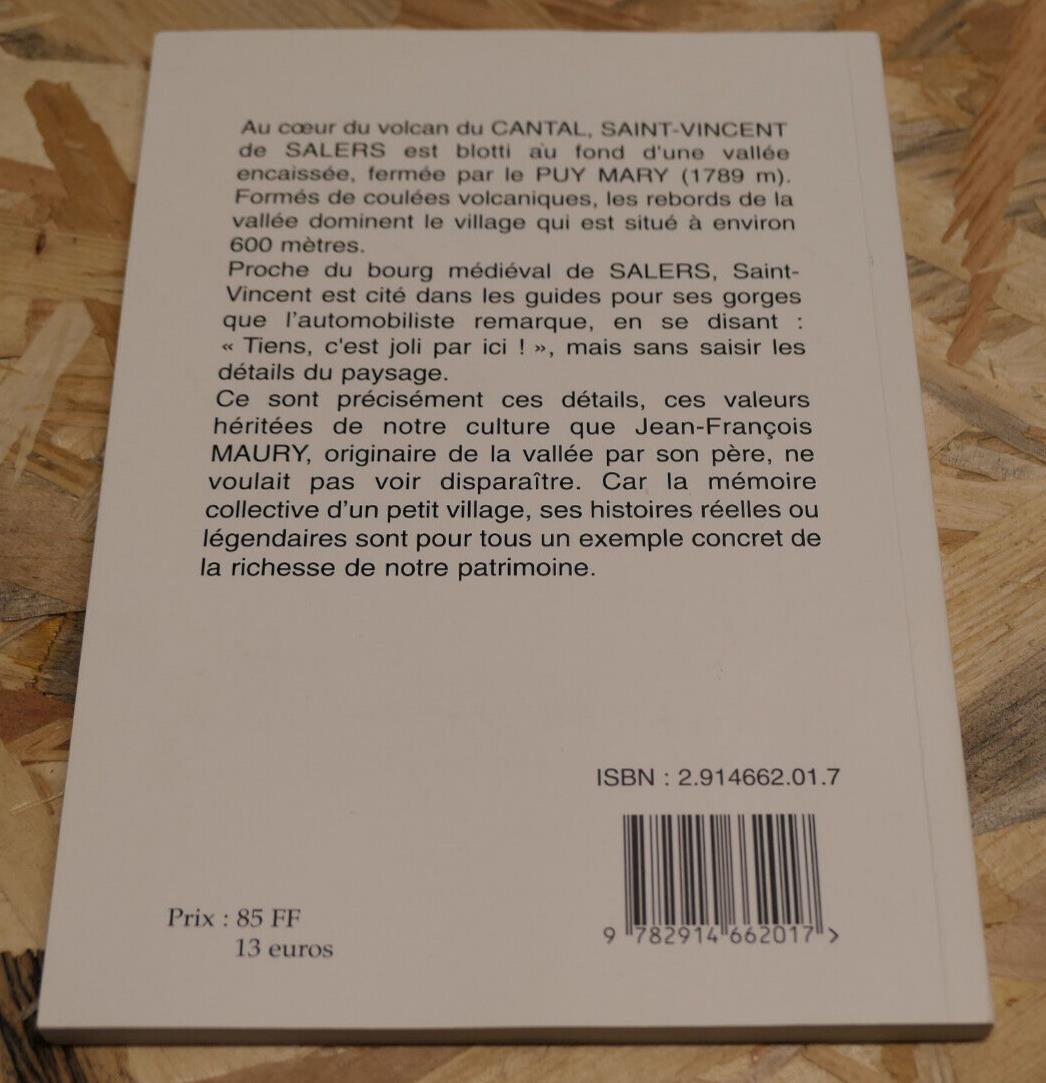 Au cœur du volcan du CANTAL, SAINT-VINCENT
de SALERS est blotti au fond d'une vallée
encaissée, fermée par le PUY MARY (1789 m).
Formés de coulées volcaniques, les rebords de la
vallée dominent le village qui est situé à environ
600 mètres.
Proche du bourg médiéval de SALERS, Saint-
Vincent est cité dans les guides pour ses gorges
que l'automobiliste remarque, en se disant :
« Tiens, c'est joli par ici ! », mais sans saisir les
détails du paysage.
Ce sont précisément ces détails, ces valeurs
héritées de notre culture que Jean-François
MAURY, originaire de la vallée par son père, ne
voulait pas voir disparaître. Car la mémoire
collective d'un petit village, ses histoires réelles ou
légendaires sont pour tous un exemple concret de
la richesse de notre patrimoine.
ISBN : 2.914662.01.7
9 782914 662017 >
Prix : 85 FF
13 euros